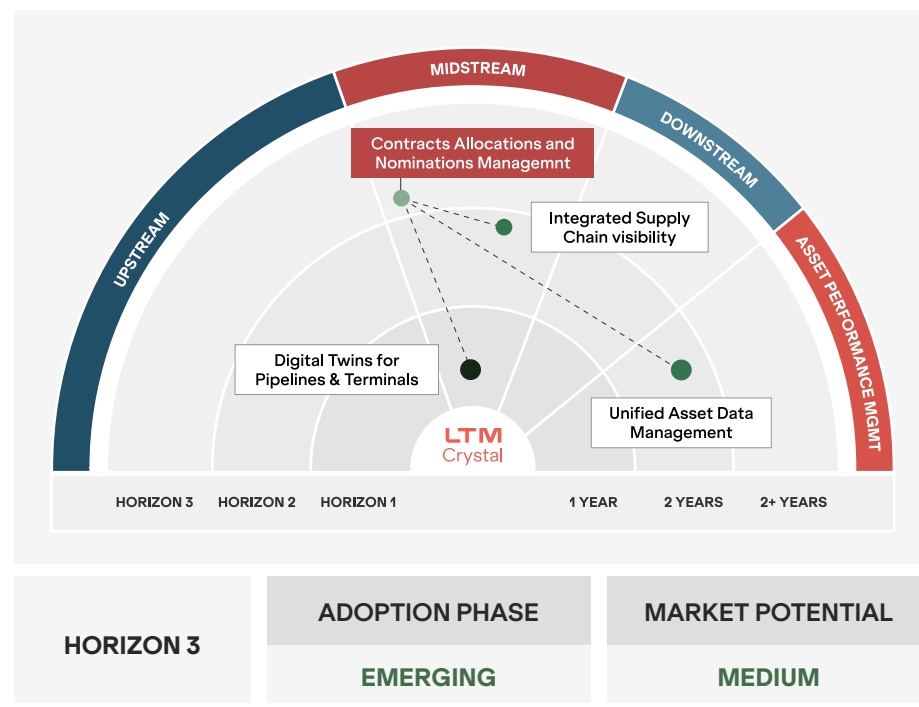 MIDSTREAM
UPSTREAM
DOWNSTREAM
ASSET PERFORMANCE MGMT
Contracts Allocations and
Nominations Managemnt
Integrated Supply
Chain visibility
Digital Twins for
Pipelines & Terminals
Unified Asset Data
Management
LTM
Crystal
HORIZON 3 HORIZON 2 HORIZON 1 1 YEAR 2 YEARS 2+ YEARS
HORIZON 3
ADOPTION PHASE
EMERGING
MARKET POTENTIAL
MEDIUM